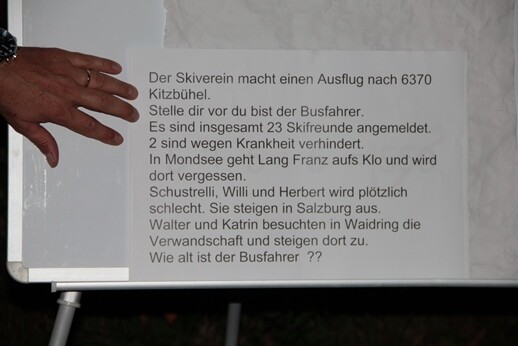 Der Skiverein macht einen Ausflug nach 6370
Kitzbühel.
Stelle dir vor du bist der Busfahrer.
Es sind insgesamt 23 Skifreunde angemeldet.
2 sind wegen Krankheit verhindert.
In Mondsee geht Lang Franz aufs Klo und wird
dort vergessen.
Schustrelli, Willi und Herbert wird plötzlich
schlecht. Sie steigen in Salzburg aus.
Walter und Katrin besuchten in Waidring die
Verwandschaft und steigen dort zu.
Wie alt ist der Busfahrer ??